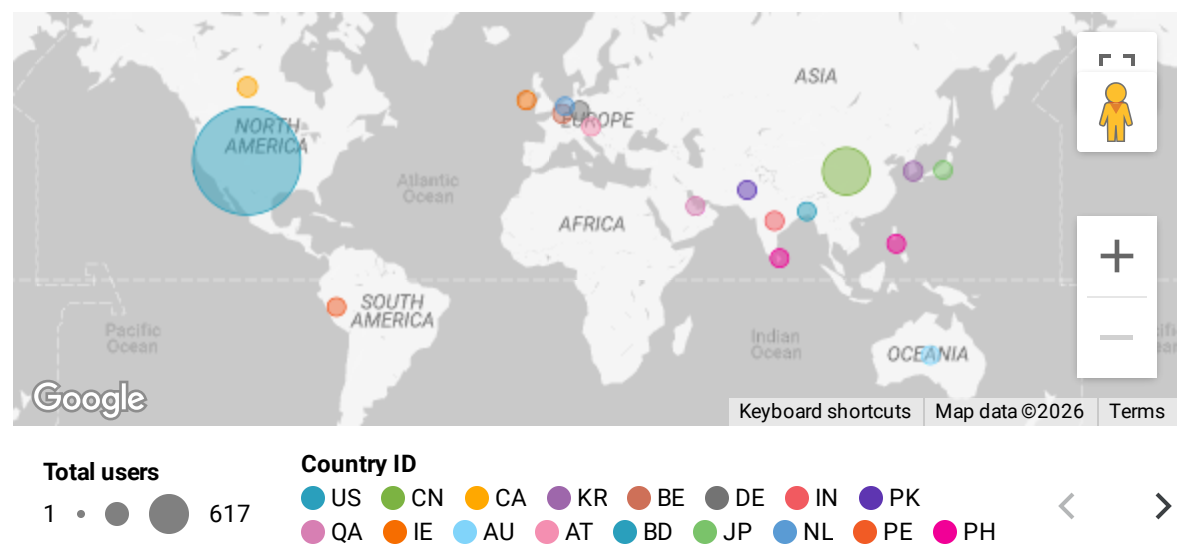 ASIA
NORTH
AMERICA
EUROPE
Atlantic
Ocean
AFRICA
SOUTH
AMERICA
Pacific
Ocean
Indian
Ocean
OCEANIA
Google
Keyboard shortcuts
Map data ©2026
Terms
Total users
1
617
Country ID
US CN CA KR BE DE IN PK
QA IE AU AT BD JP NL PE PH